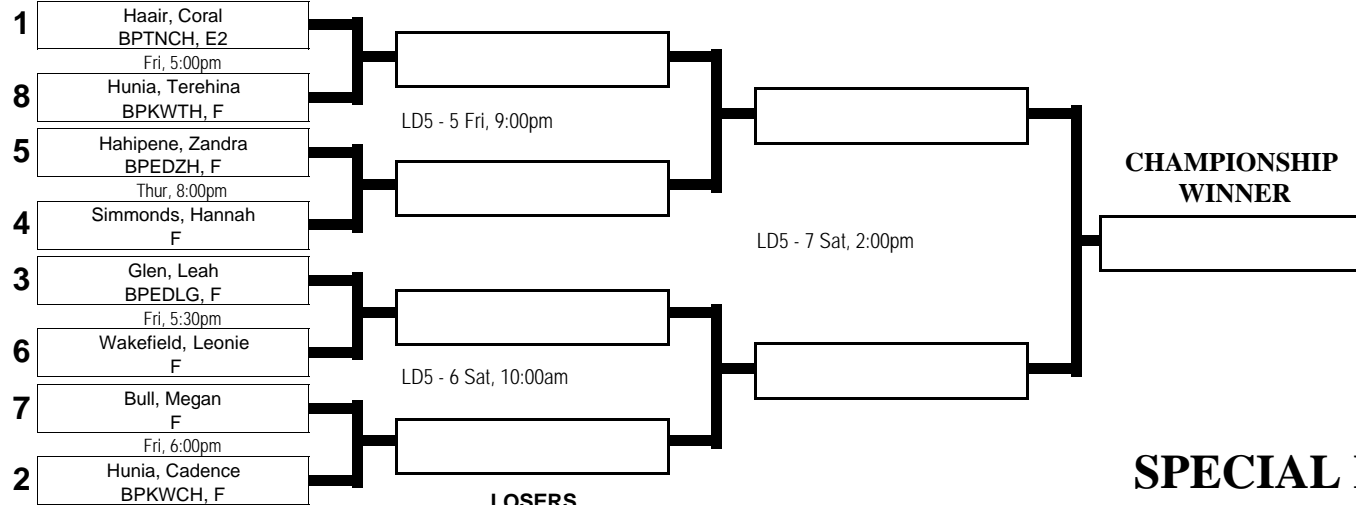 1
Haair, Coral
BPTNCH, E2
Fri, 5:00pm
8
Hunia, Terehina
BPKWTH, F
LD5 - 5 Fri, 9:00pm
5
Hahipene, Zandra
BPEDZH, F
Thur, 8:00pm
4
Simmonds, Hannah
F
LD5 - 7 Sat, 2:00pm
CHAMPIONSHIP
WINNER
3
Glen, Leah
BPEDLG, F
Fri, 5:30pm
6
Wakefield, Leonie
F
LD5 - 6 Sat, 10:00am
7
Bull, Megan
F
Fri, 6:00pm
2
Hunia, Cadence
BPKWCH, F
LOSERS
SPECIAL